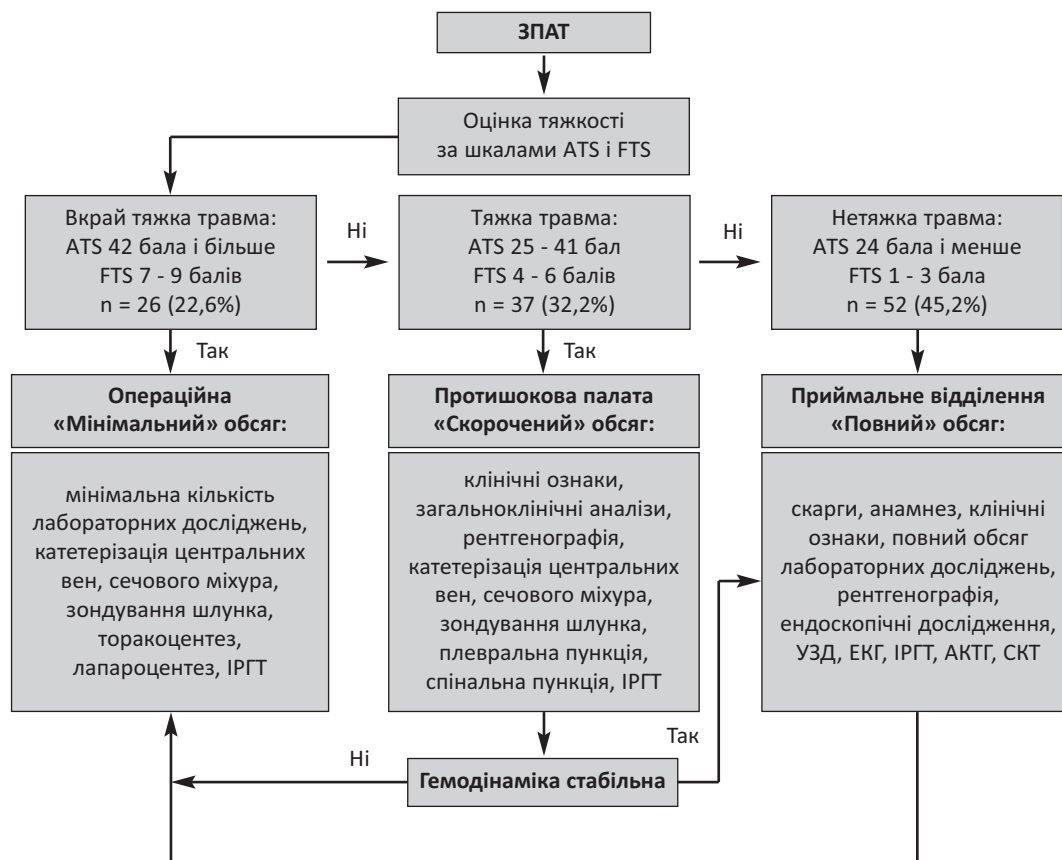 ЗПАТ
Оцінка тяжкості
за шкалами ATS і FTS
Вкрай тяжка травма:
ATS 42 бала і більше
FTS 7 - 9 балів
n = 26 (22,6%)
Ні
Тяжка травма:
ATS 25 - 41 бал
FTS 4 - 6 балів
n = 37 (32,2%)
Ні
Нетяжка травма:
ATS 24 бала і менше
FTS 1 - 3 бала
n = 52 (45,2%)
Так
Так
Операційна
«Мінімальний» обсяг:
Протишокова палата
«Скорочений» обсяг:
Приймальне відділення
«Повний» обсяг:
мінімальна кількість
лабораторних досліджень,
катетерізація центральних
вен, сечового міхура,
зондування шлунка,
торакоцентез,
лапароцентез, ІРГТ
клінічні ознаки,
загальноклінічні аналізи,
рентгенографія,
катетерізація центральних
вен, сечового міхура,
зондування шлунка,
плевральна пункція,
спінальна пункція, ІРГТ
скарги, анамнез, клінічні
ознаки, повний обсяг
лабораторних досліджень,
рентгенографія,
ендоскопічні дослідження,
УЗД, ЕКГ, ІРГТ, АКТГ, СКТ
Ні
Так
Гемодінаміка стабільна